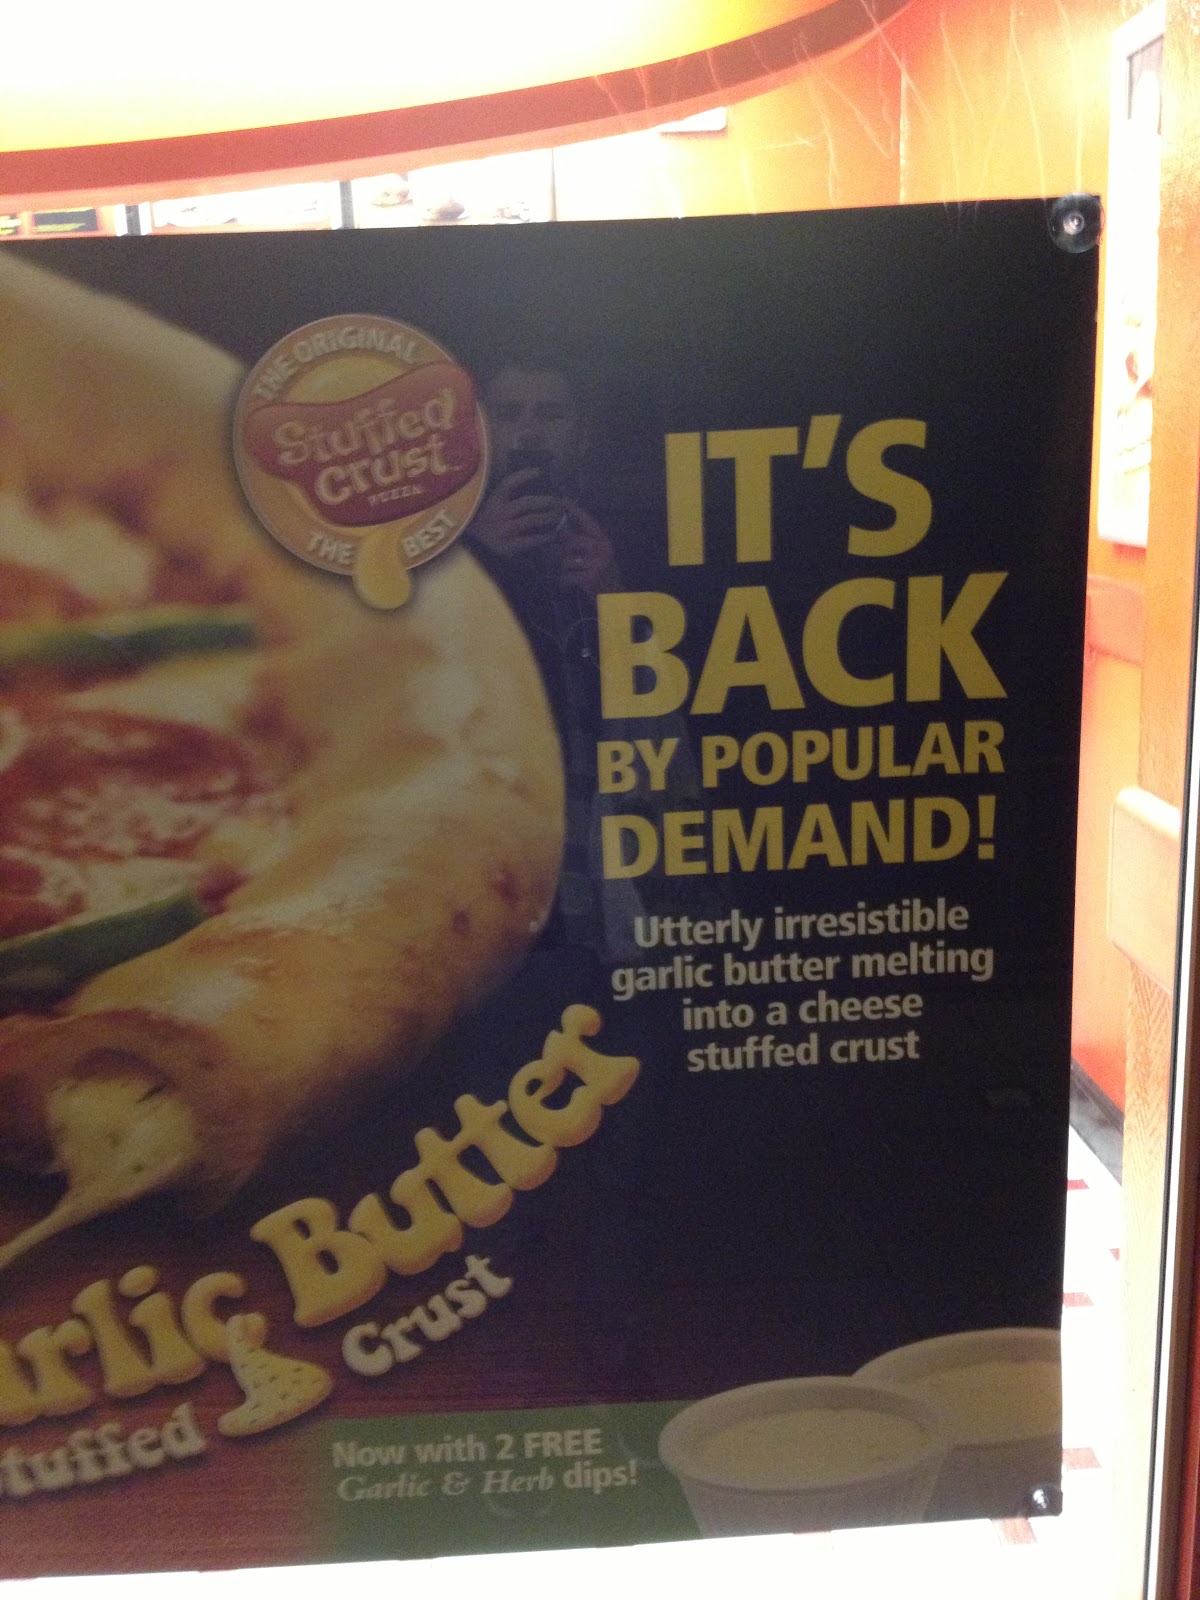 THE ORIGINAL
Stuffed
Crust™
PIZZA
THE BEST
IT'S
BACK
BY POPULAR
DEMAND!
Utterly irresistible
garlic butter melting
into a cheese
stuffed crust
arlic Butter
tuffed Crust
Now with 2 FREE
Garlic & Herb dips!